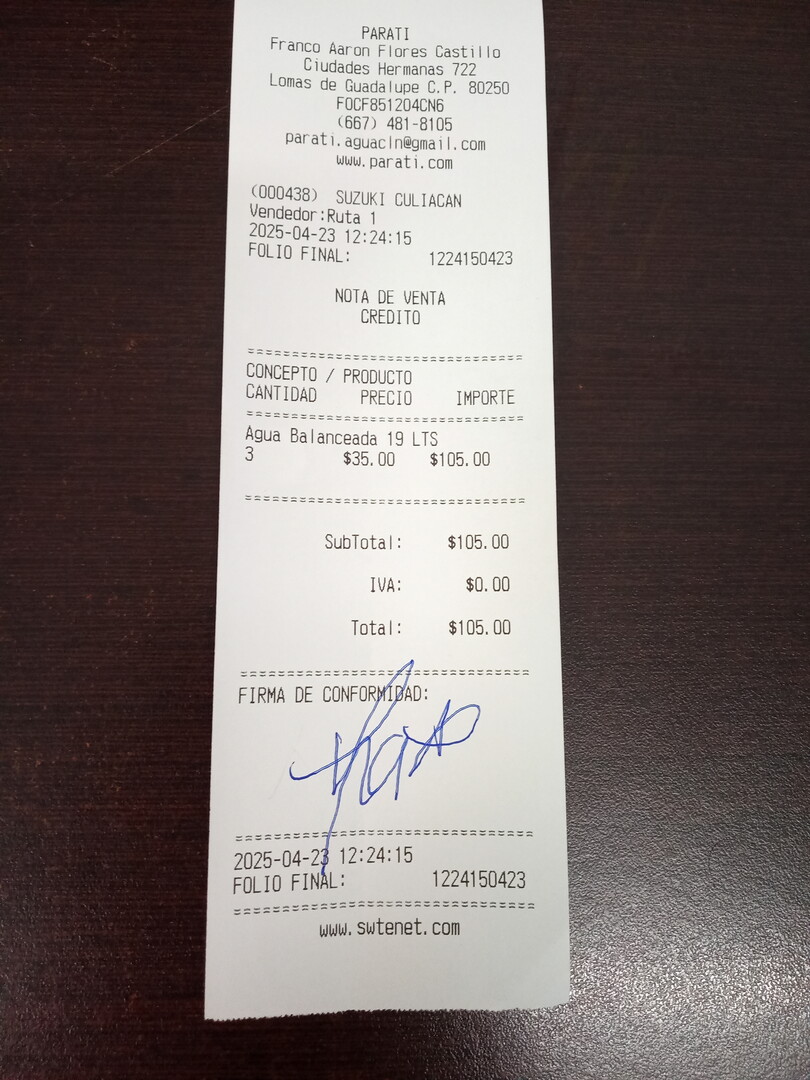 PARATI
Franco Aaron Flores Castillo
Ciudades Hermanas 722
Lomas de Guadalupe C.P. 80250
FOCF851204CN6
(667) 481-8105
parati.aguacln@gmail.com
www.parati.com
(000438) SUZUKI CULIACAN
Vendedor:Ruta 1
2025-04-23 12:24:15
FOLIO FINAL: 1224150423
NOTA DE VENTA
CREDITO
CONCEPTO / PRODUCTO
CANTIDAD PRECIO IMPORTE
Agua Balanceada 19 LTS
3 $35.00 $105.00
SubTotal: $105.00
IVA: $0.00
Total: $105.00
FIRMA DE CONFORMIDAD:
2025-04-23 12:24:15
FOLIO FINAL: 1224150423
www.swtenet.com